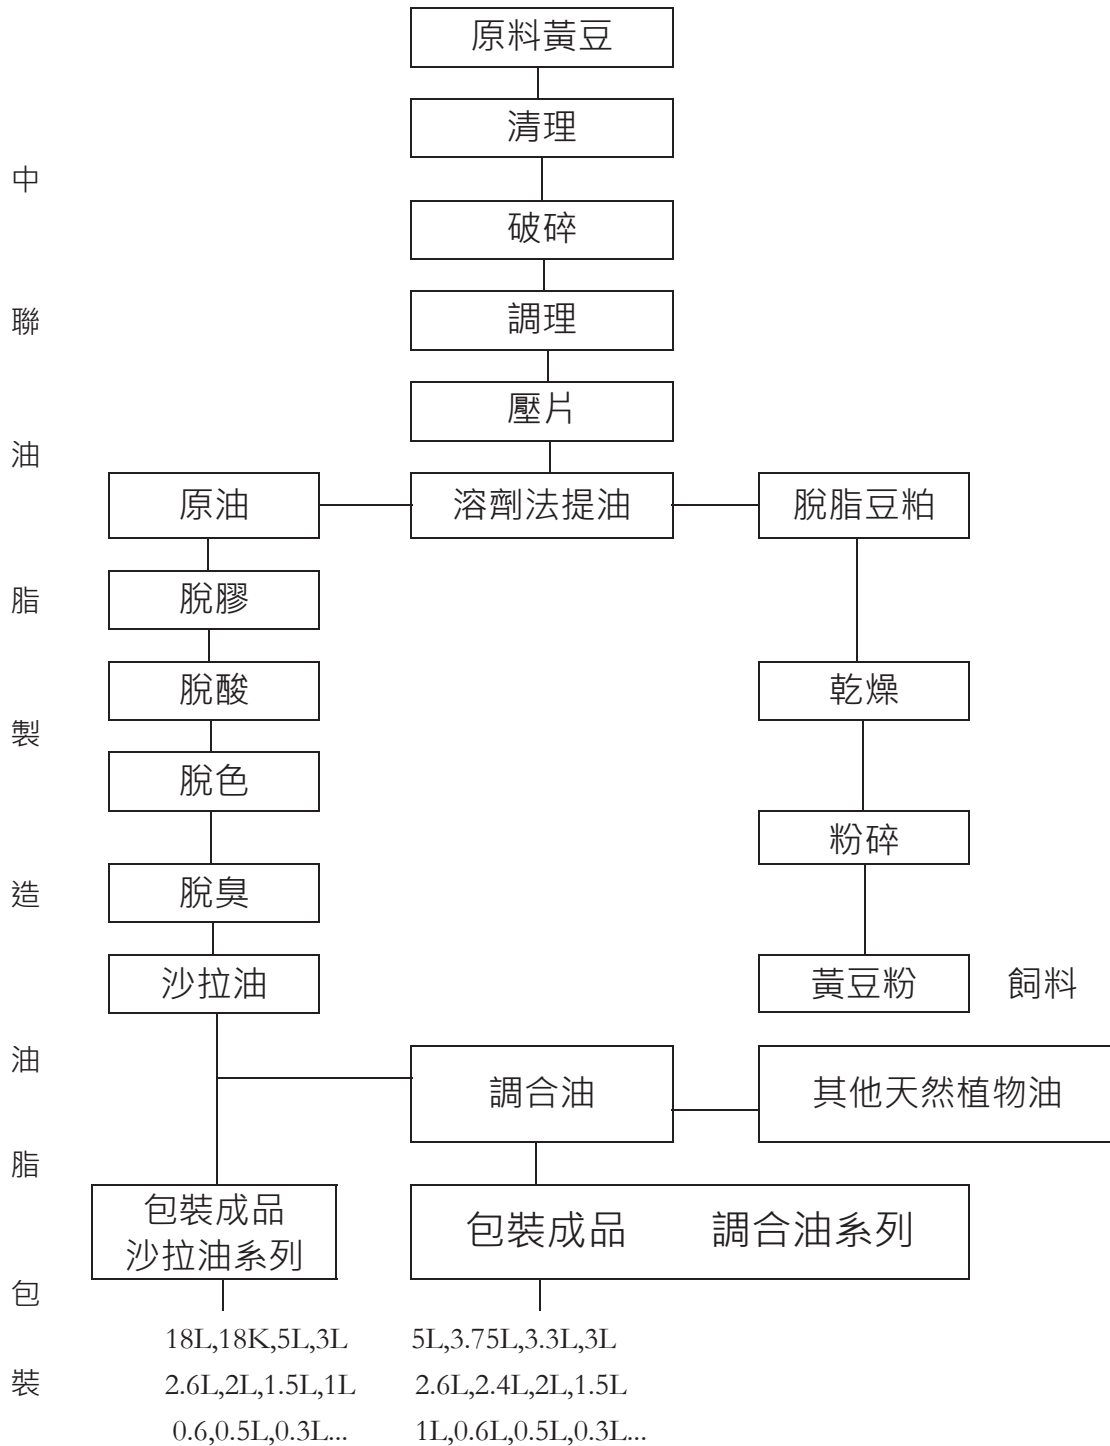 原料黃豆
清理
破碎
調理
壓片
原油
溶劑法提油
脫脂豆粕
脫膠
脫酸
脫色
脫臭
沙拉油
乾燥
粉碎
黃豆粉
飼料
調合油
其他天然植物油
包裝成品
沙拉油系列
包裝成品 調合油系列
18L,18K,5L,3L
2.6L,2L,1.5L,1L
0.6,0.5L,0.3L...
5L,3.75L,3.3L,3L
2.6L,2.4L,2L,1.5L
1L,0.6L,0.5L,0.3L...
中
聯
油
脂
製
造
油
脂
包
裝